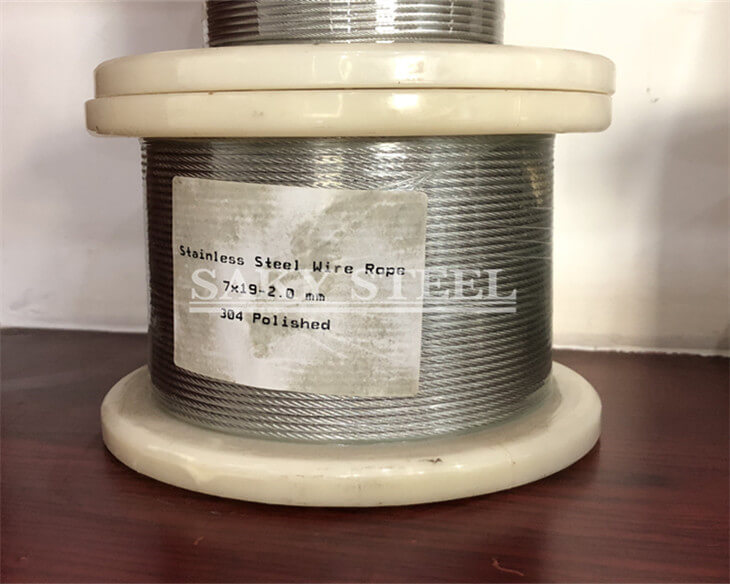 Stainless Steel Wire Rope
SAKY STEEL
7x19-2.0 mm
304 Polished